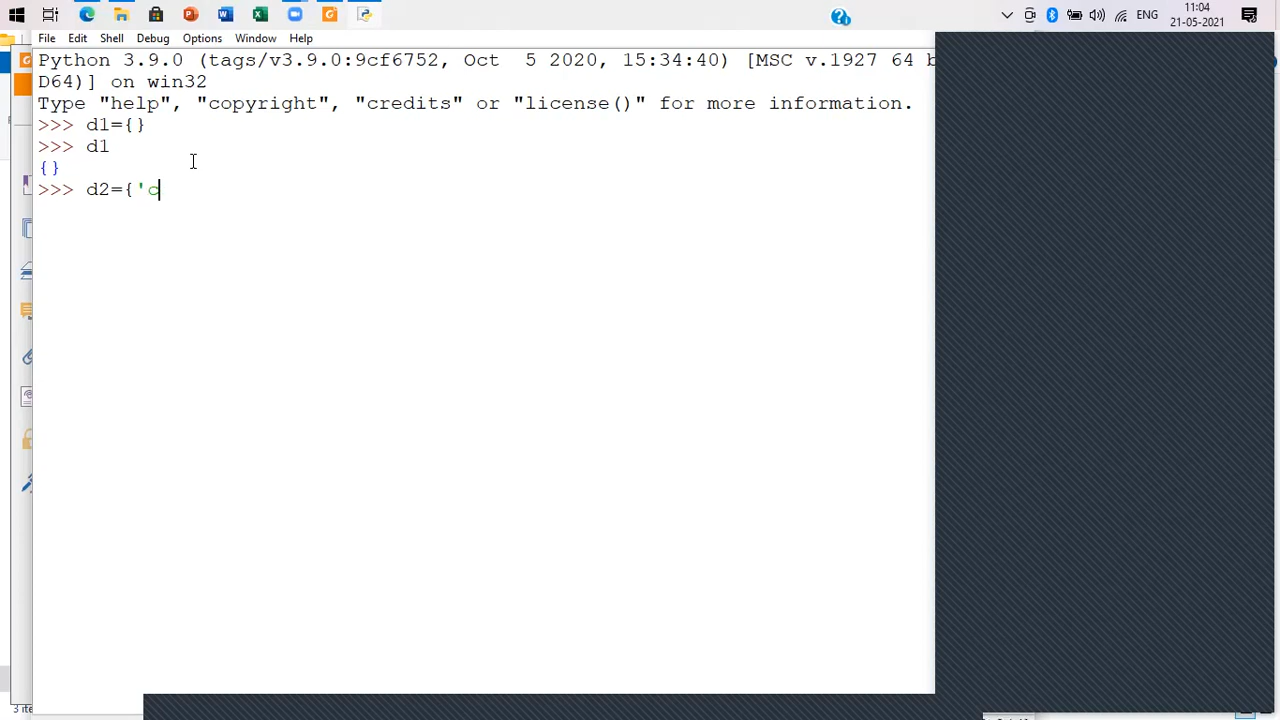 11:04
ENG
21-05-2021
File Edit Shell Debug Options Window Help
Python 3.9.0 (tags/v3.9.0:9cf6752, Oct  5 2020, 15:34:40) [MSC v.1927 64 b
D64)] on win32
Type "help", "copyright", "credits" or "license()" for more information.
>>> d1={}
>>> d1
{}
>>> d2={'c
3 ite